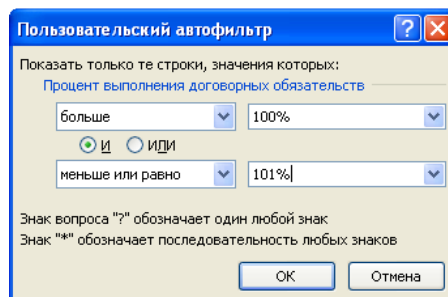 Пользовательский автофильтр
Показать только те строки, значения которых:
Процент выполнения договорных обязательств
больше 100%
И ИЛИ
меньше или равно 101%
Знак вопроса "?" обозначает один любой знак
Знак "*" обозначает последовательность любых знаков
ОК Отмена